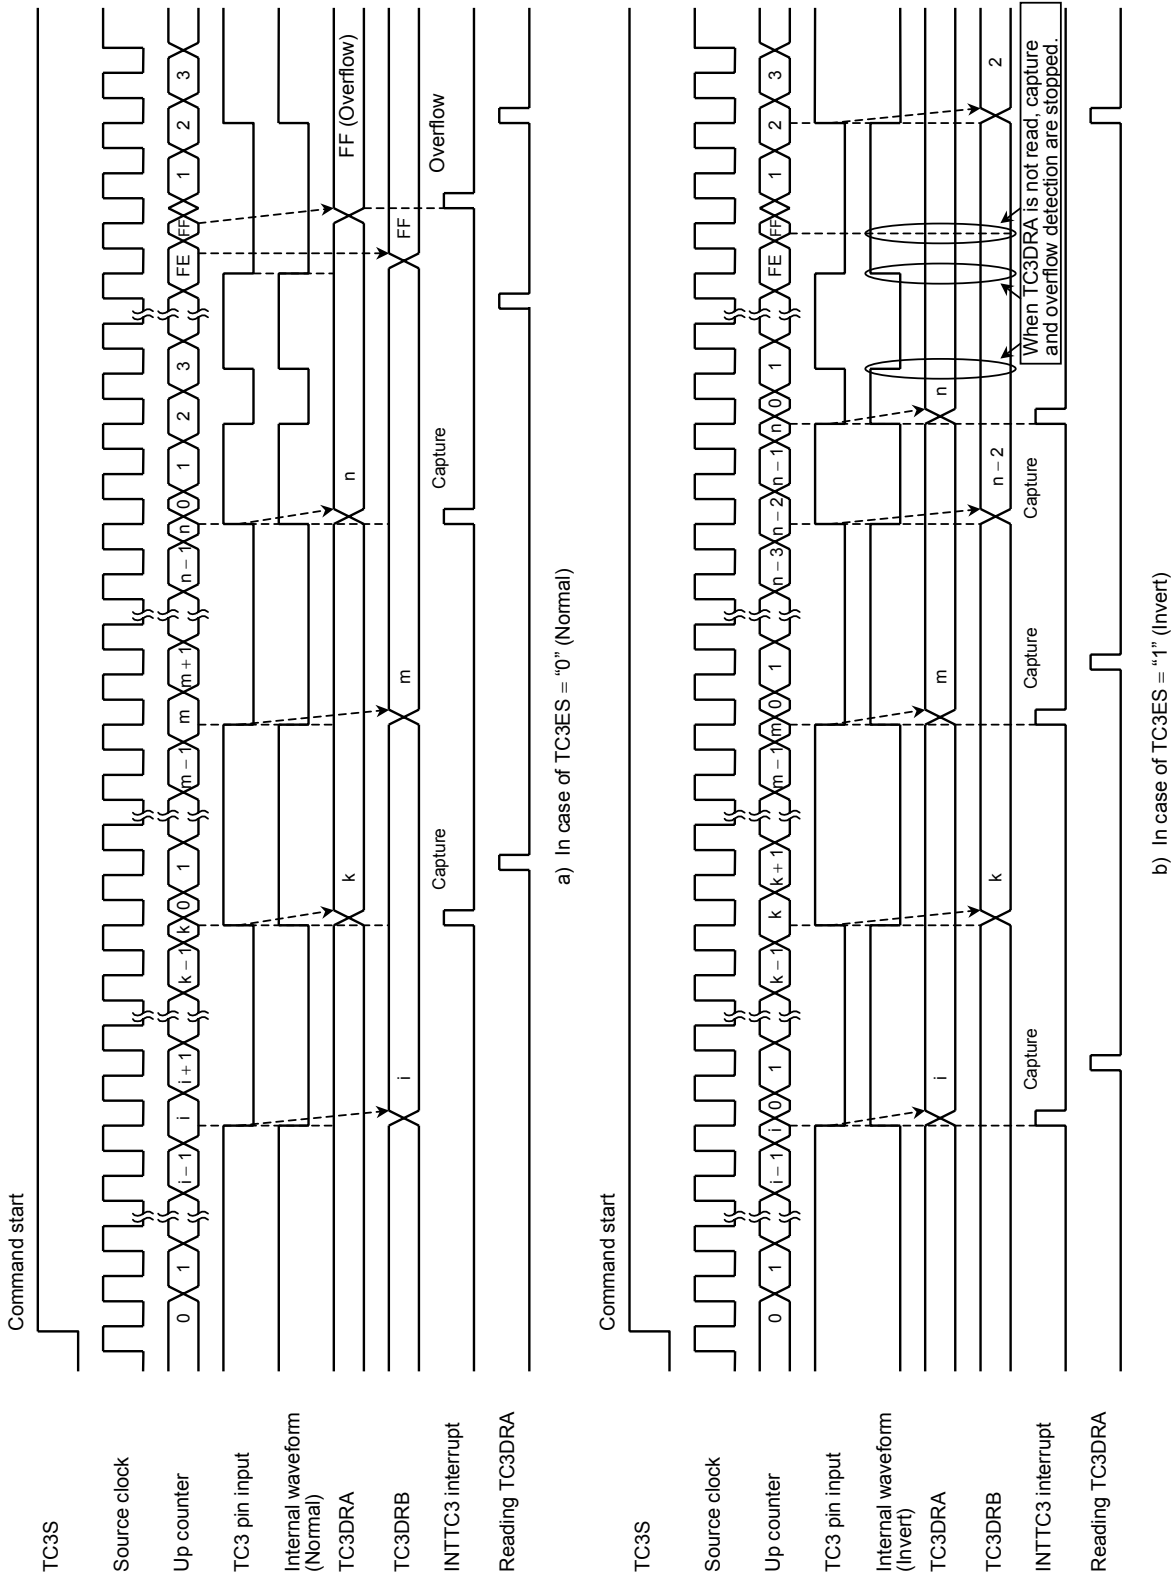 Command start
TC3S
Source clock
Up counter
0 1 i − 1 i i + 1 k − 1 k 0 1 m − 1 m m + 1 n − 1 n 0 1 2 3 FE FF 1 2 3
TC3 pin input
Internal waveform
(Normal)
TC3DRA
k n FF (Overflow)
TC3DRB
i m FF
INTTC3 interrupt
Capture Capture Overflow
Reading TC3DRA
a) In case of TC3ES = “0” (Normal)
Command start
TC3S
Source clock
Up counter
0 1 i − 1 i 0 1 k − 1 k k + 1 m − 1 m 0 1 n − 3 n − 2 n − 1 n 0 1 FE FF 1 2 3
TC3 pin input
Internal waveform
(Invert)
TC3DRA
i m n
TC3DRB
k n − 2 2
INTTC3 interrupt
Capture Capture Capture
When TC3DRA is not read, capture
and overflow detection are stopped.
Reading TC3DRA
b) In case of TC3ES = “1” (Invert)